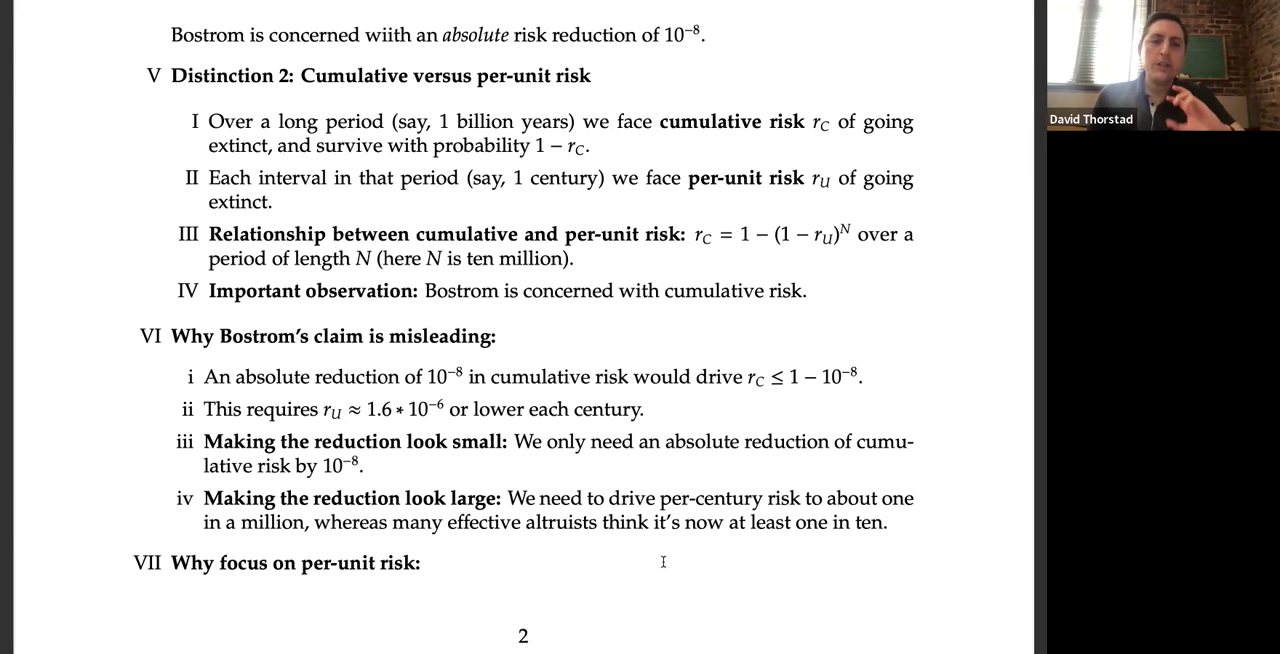 Bostrom is concerned wiith an absolute risk reduction of 10⁻⁸.
V Distinction 2: Cumulative versus per-unit risk
I Over a long period (say, 1 billion years) we face cumulative risk r_C of going
extinct, and survive with probability 1 − r_C.
II Each interval in that period (say, 1 century) we face per-unit risk r_U of going
extinct.
III Relationship between cumulative and per-unit risk: r_C = 1 − (1 − r_U)^N over a
period of length N (here N is ten million).
IV Important observation: Bostrom is concerned with cumulative risk.
VI Why Bostrom's claim is misleading:
i An absolute reduction of 10⁻⁸ in cumulative risk would drive r_C ≤ 1 − 10⁻⁸.
ii This requires r_U ≈ 1.6 * 10⁻⁶ or lower each century.
iii Making the reduction look small: We only need an absolute reduction of cumu-
lative risk by 10⁻⁸.
iv Making the reduction look large: We need to drive per-century risk to about one
in a million, whereas many effective altruists think it's now at least one in ten.
VII Why focus on per-unit risk:
2
David Thorstad